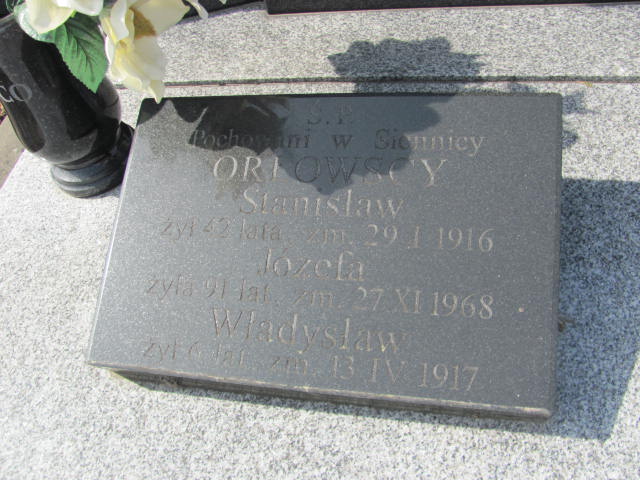 Ś.P.
Pochowani w Siennicy
ORŁOWSCY
Stanisław
żył 42 lata zm. 29 I 1916
Józefa
żyła 91 lat zm. 27 XI 1968
Władysław
żył 6 lat zm. 13 IV 1917